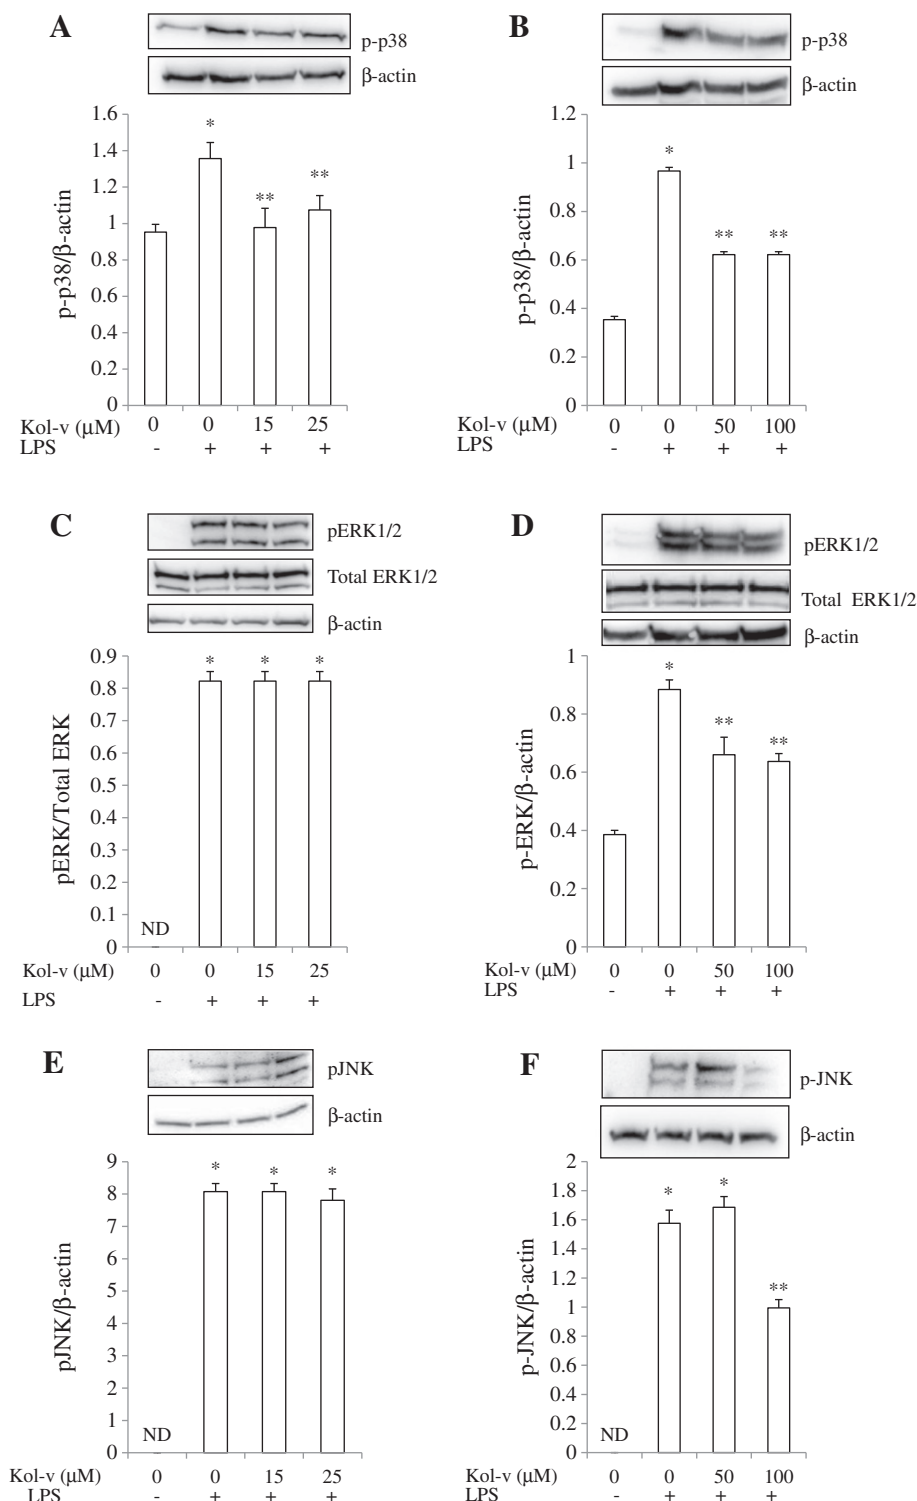 A
p-p38
β-actin
1.6
1.4
1.2
1
0.8
0.6
0.4
0.2
0
p-p38/β-actin
*
**
**
Kol-v (μM) 0 0 15 25
LPS - + + +
B
p-p38
β-actin
1.2
1
0.8
0.6
0.4
0.2
0
p-p38/β-actin
*
**
**
Kol-v (μM) 0 0 50 100
LPS - + + +
C
pERK1/2
Total ERK1/2
β-actin
0.9
0.8
0.7
0.6
0.5
0.4
0.3
0.2
0.1
0
pERK/Total ERK
* * *
ND
Kol-v (μM) 0 0 15 25
LPS - + + +
D
pERK1/2
Total ERK1/2
β-actin
1
0.8
0.6
0.4
0.2
0
p-ERK/β-actin
*
**
**
Kol-v (μM) 0 0 50 100
LPS - + + +
E
pJNK
β-actin
9
8
7
6
5
4
3
2
1
0
pJNK/β-actin
* * *
ND
Kol-v (μM) 0 0 15 25
LPS - + + +
F
p-JNK
β-actin
2
1.8
1.6
1.4
1.2
1
0.8
0.6
0.4
0.2
0
p-JNK/β-actin
*
*
**
ND
Kol-v (μM) 0 0 50 100
LPS - + + +